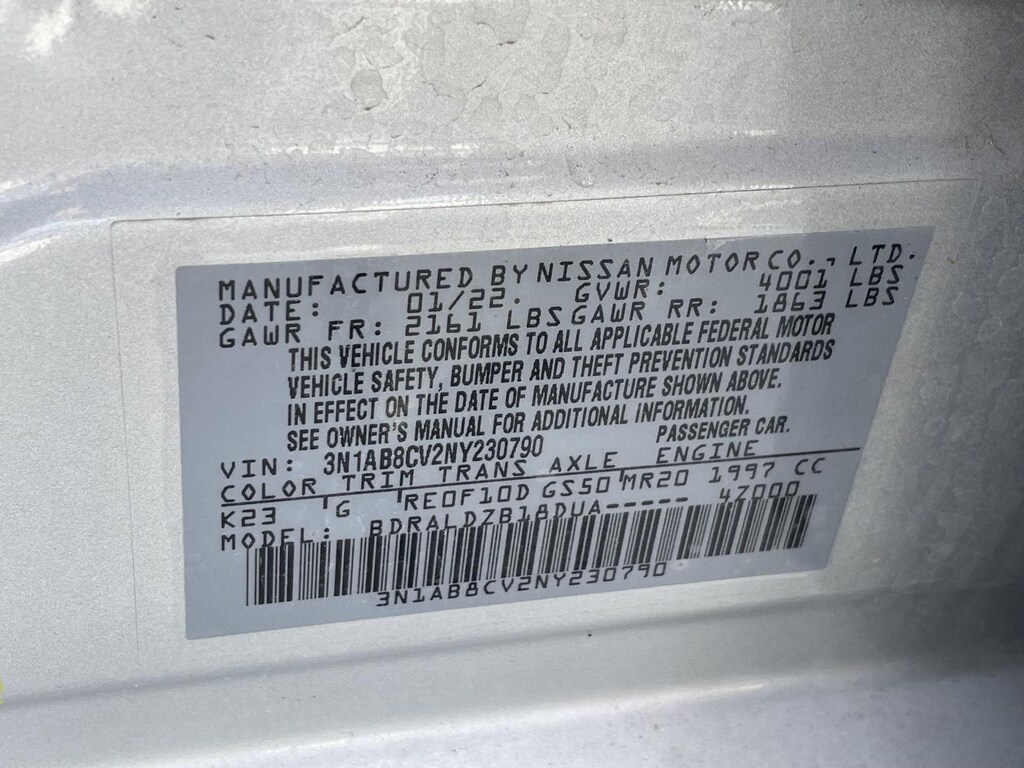 MANUFACTURED BY NISSAN MOTOR CO., LTD.
DATE: 01/22. GVWR: 4001 LBS
GAWR FR: 2161 LBS GAWR RR: 1863 LBS
THIS VEHICLE CONFORMS TO ALL APPLICABLE FEDERAL MOTOR
VEHICLE SAFETY, BUMPER AND THEFT PREVENTION STANDARDS
IN EFFECT ON THE DATE OF MANUFACTURE SHOWN ABOVE.
SEE OWNER'S MANUAL FOR ADDITIONAL INFORMATION.
VIN: 3N1AB8CV2NY230790 PASSENGER CAR.
COLOR TRIM TRANS AXLE ENGINE
K23 G RE0F10D GS50 MR20 1997 CC
MODEL: BDRALDZB18DUA---- 47000
3N1AB8CV2NY230790